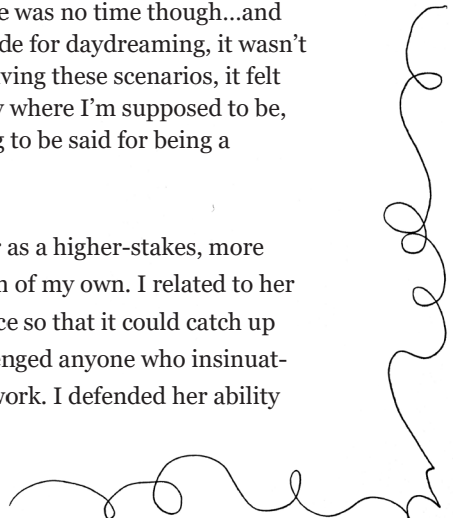 e was no time though…and
de for daydreaming, it wasn’t
ving these scenarios, it felt
where I’m supposed to be,
to be said for being a
as a higher-stakes, more
n of my own. I related to her
ce so that it could catch up
enged anyone who insinuat-
work. I defended her ability